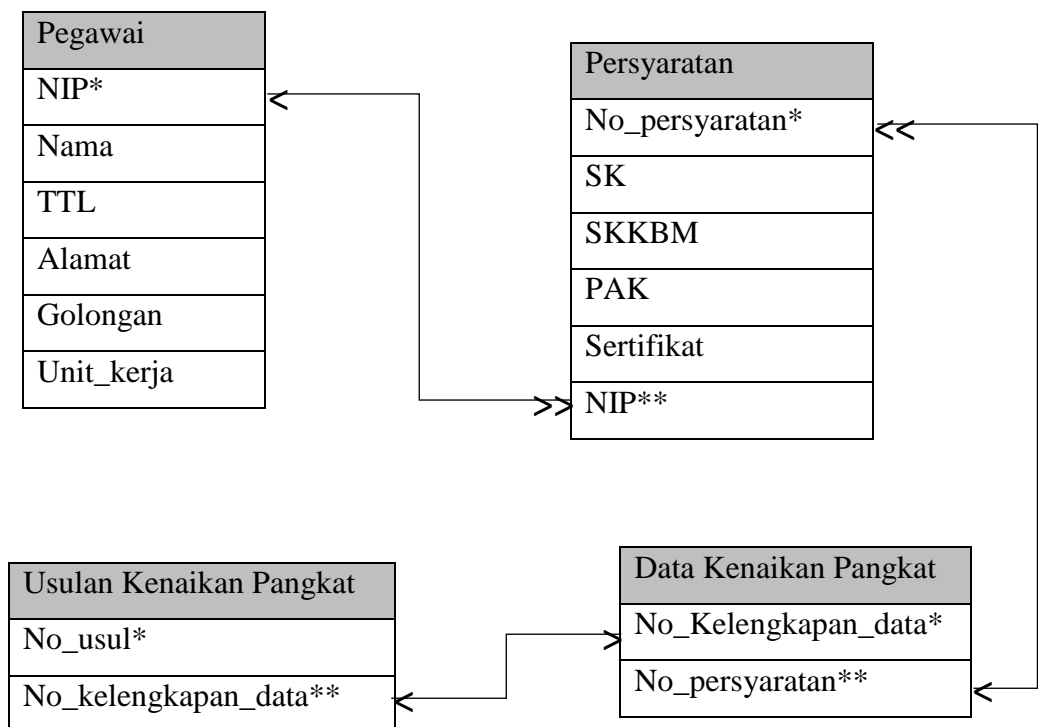 Pegawai
NIP*
Nama
TTL
Alamat
Golongan
Unit_kerja
Persyaratan
No_persyaratan*
SK
SKKBM
PAK
Sertifikat
NIP**
Usulan Kenaikan Pangkat
No_usul*
No_kelengkapan_data**
Data Kenaikan Pangkat
No_Kelengkapan_data*
No_persyaratan**